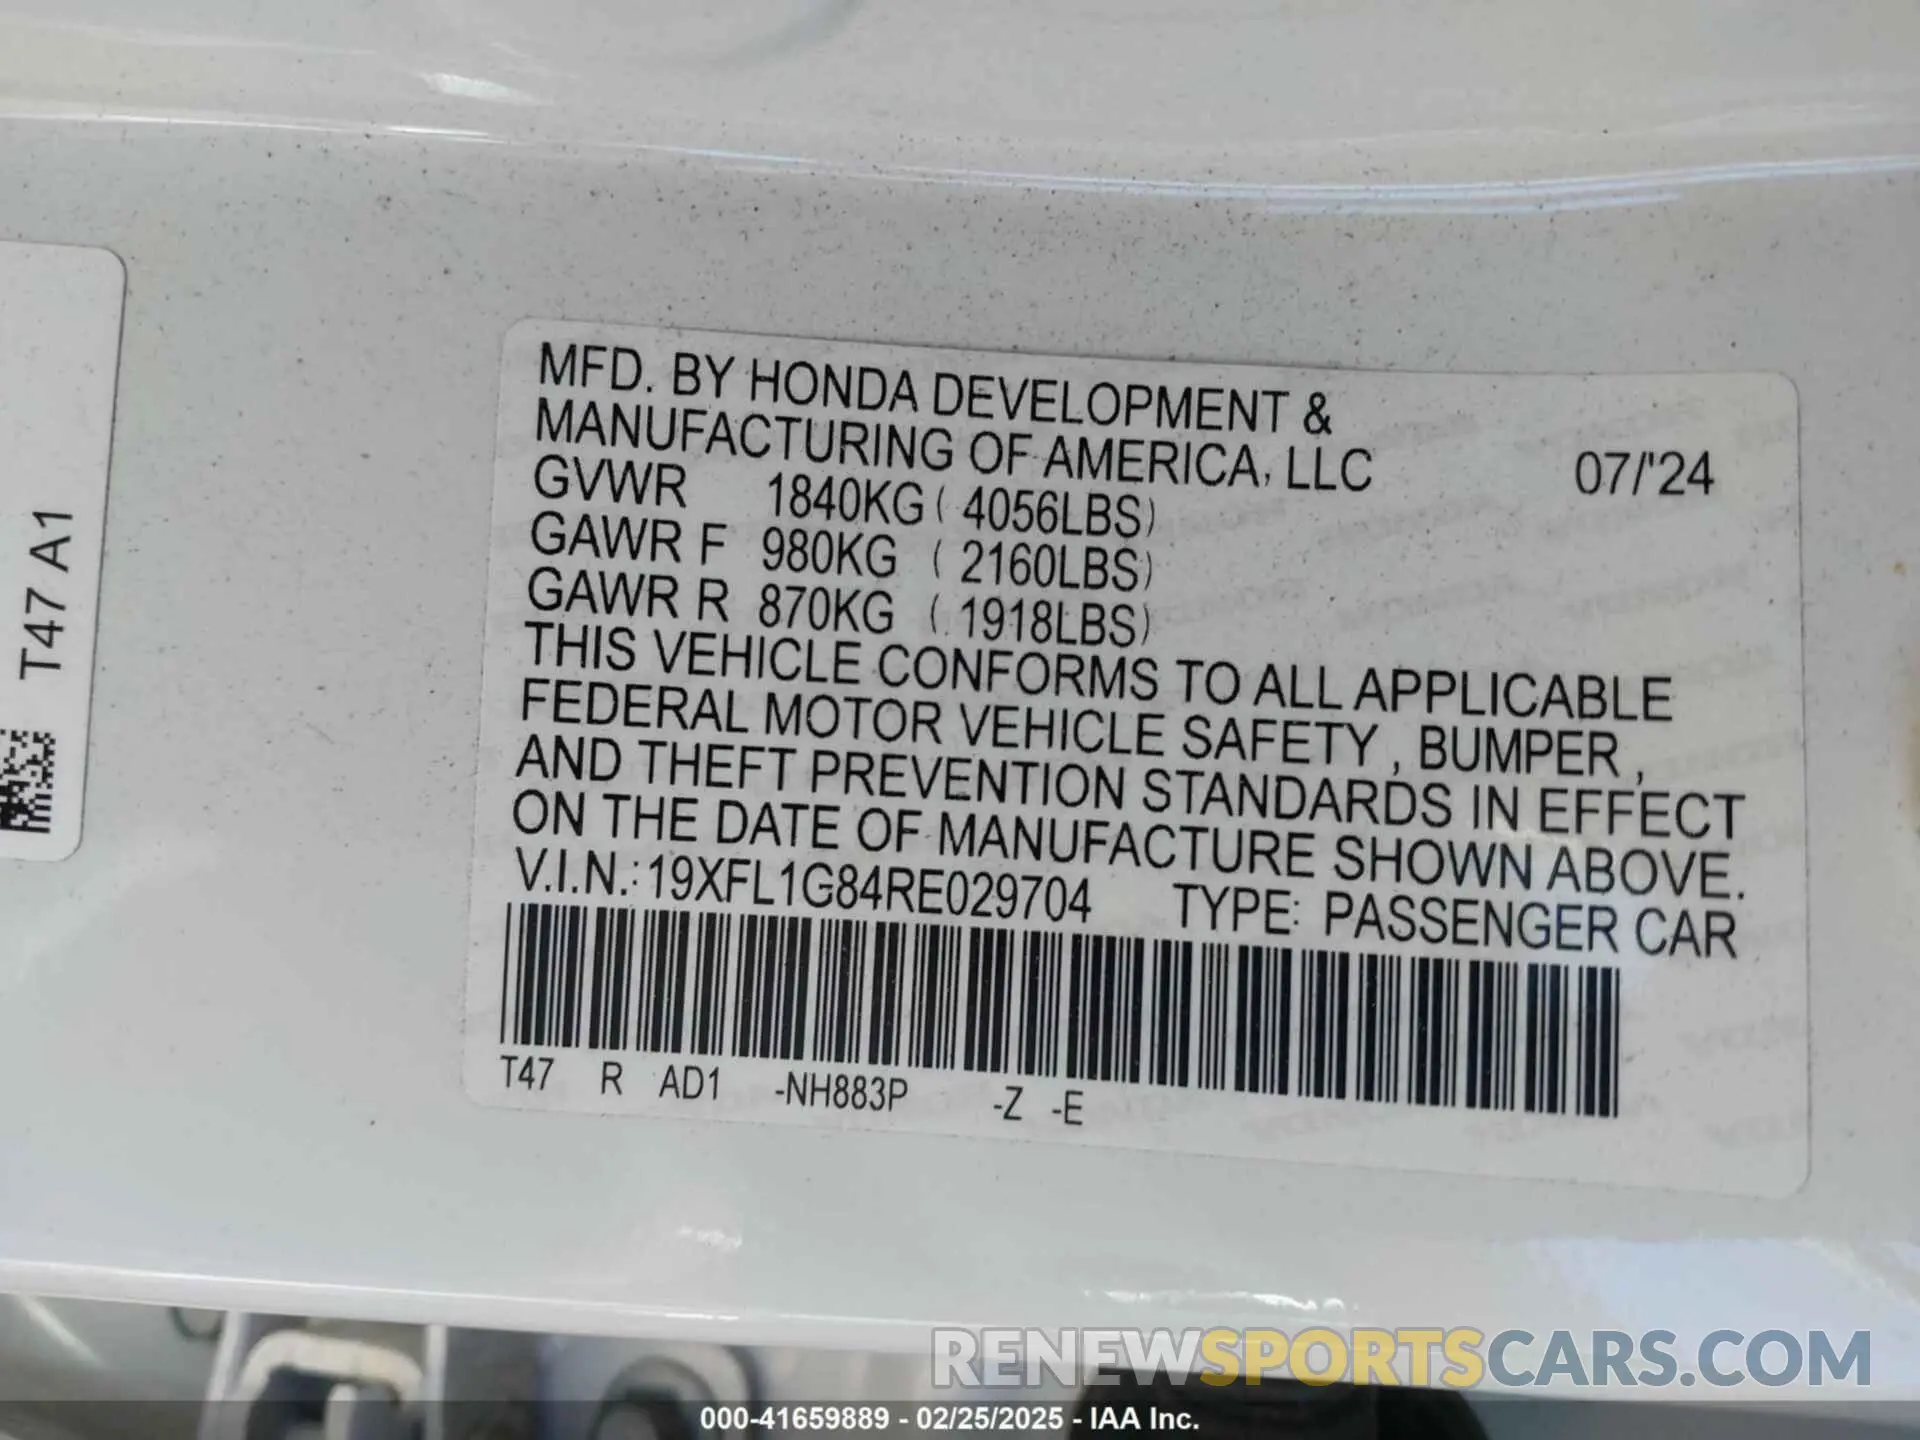 MFD. BY HONDA DEVELOPMENT &
MANUFACTURING OF AMERICA, LLC 07/'24
GVWR 1840KG ( 4056LBS)
GAWR F 980KG ( 2160LBS)
GAWR R 870KG ( 1918LBS)
THIS VEHICLE CONFORMS TO ALL APPLICABLE
FEDERAL MOTOR VEHICLE SAFETY , BUMPER ,
AND THEFT PREVENTION STANDARDS IN EFFECT
ON THE DATE OF MANUFACTURE SHOWN ABOVE.
V.I.N.: 19XFL1G84RE029704 TYPE: PASSENGER CAR
T47 R AD1 -NH883P -Z -E
T47 A1
RENEWSPORTSCARS.COM
000-41659889 - 02/25/2025 - IAA Inc.